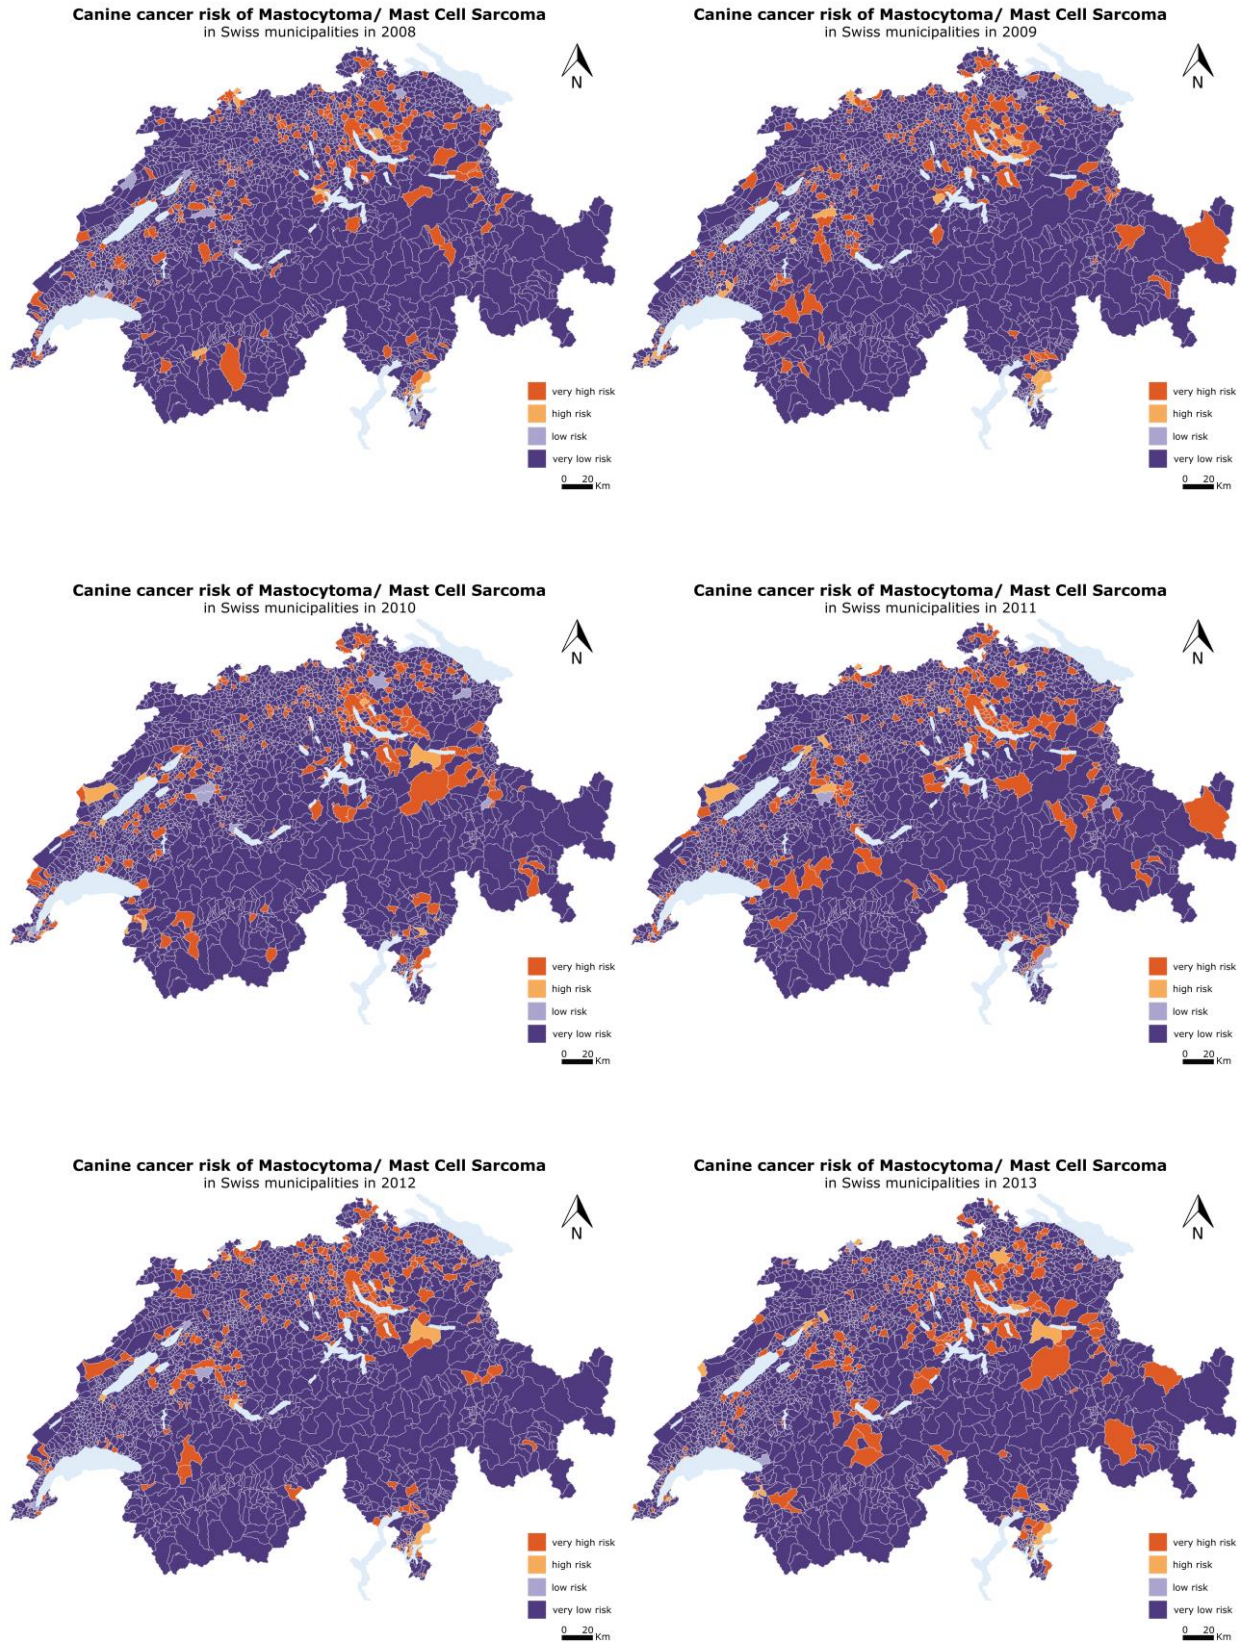 Canine cancer risk of Mastocytoma/ Mast Cell Sarcoma
in Swiss municipalities in 2008
N
very high risk
high risk
low risk
very low risk
0 20
Km
Canine cancer risk of Mastocytoma/ Mast Cell Sarcoma
in Swiss municipalities in 2009
N
very high risk
high risk
low risk
very low risk
0 20
Km
Canine cancer risk of Mastocytoma/ Mast Cell Sarcoma
in Swiss municipalities in 2010
N
very high risk
high risk
low risk
very low risk
0 20
Km
Canine cancer risk of Mastocytoma/ Mast Cell Sarcoma
in Swiss municipalities in 2011
N
very high risk
high risk
low risk
very low risk
0 20
Km
Canine cancer risk of Mastocytoma/ Mast Cell Sarcoma
in Swiss municipalities in 2012
N
very high risk
high risk
low risk
very low risk
0 20
Km
Canine cancer risk of Mastocytoma/ Mast Cell Sarcoma
in Swiss municipalities in 2013
N
very high risk
high risk
low risk
very low risk
0 20
Km